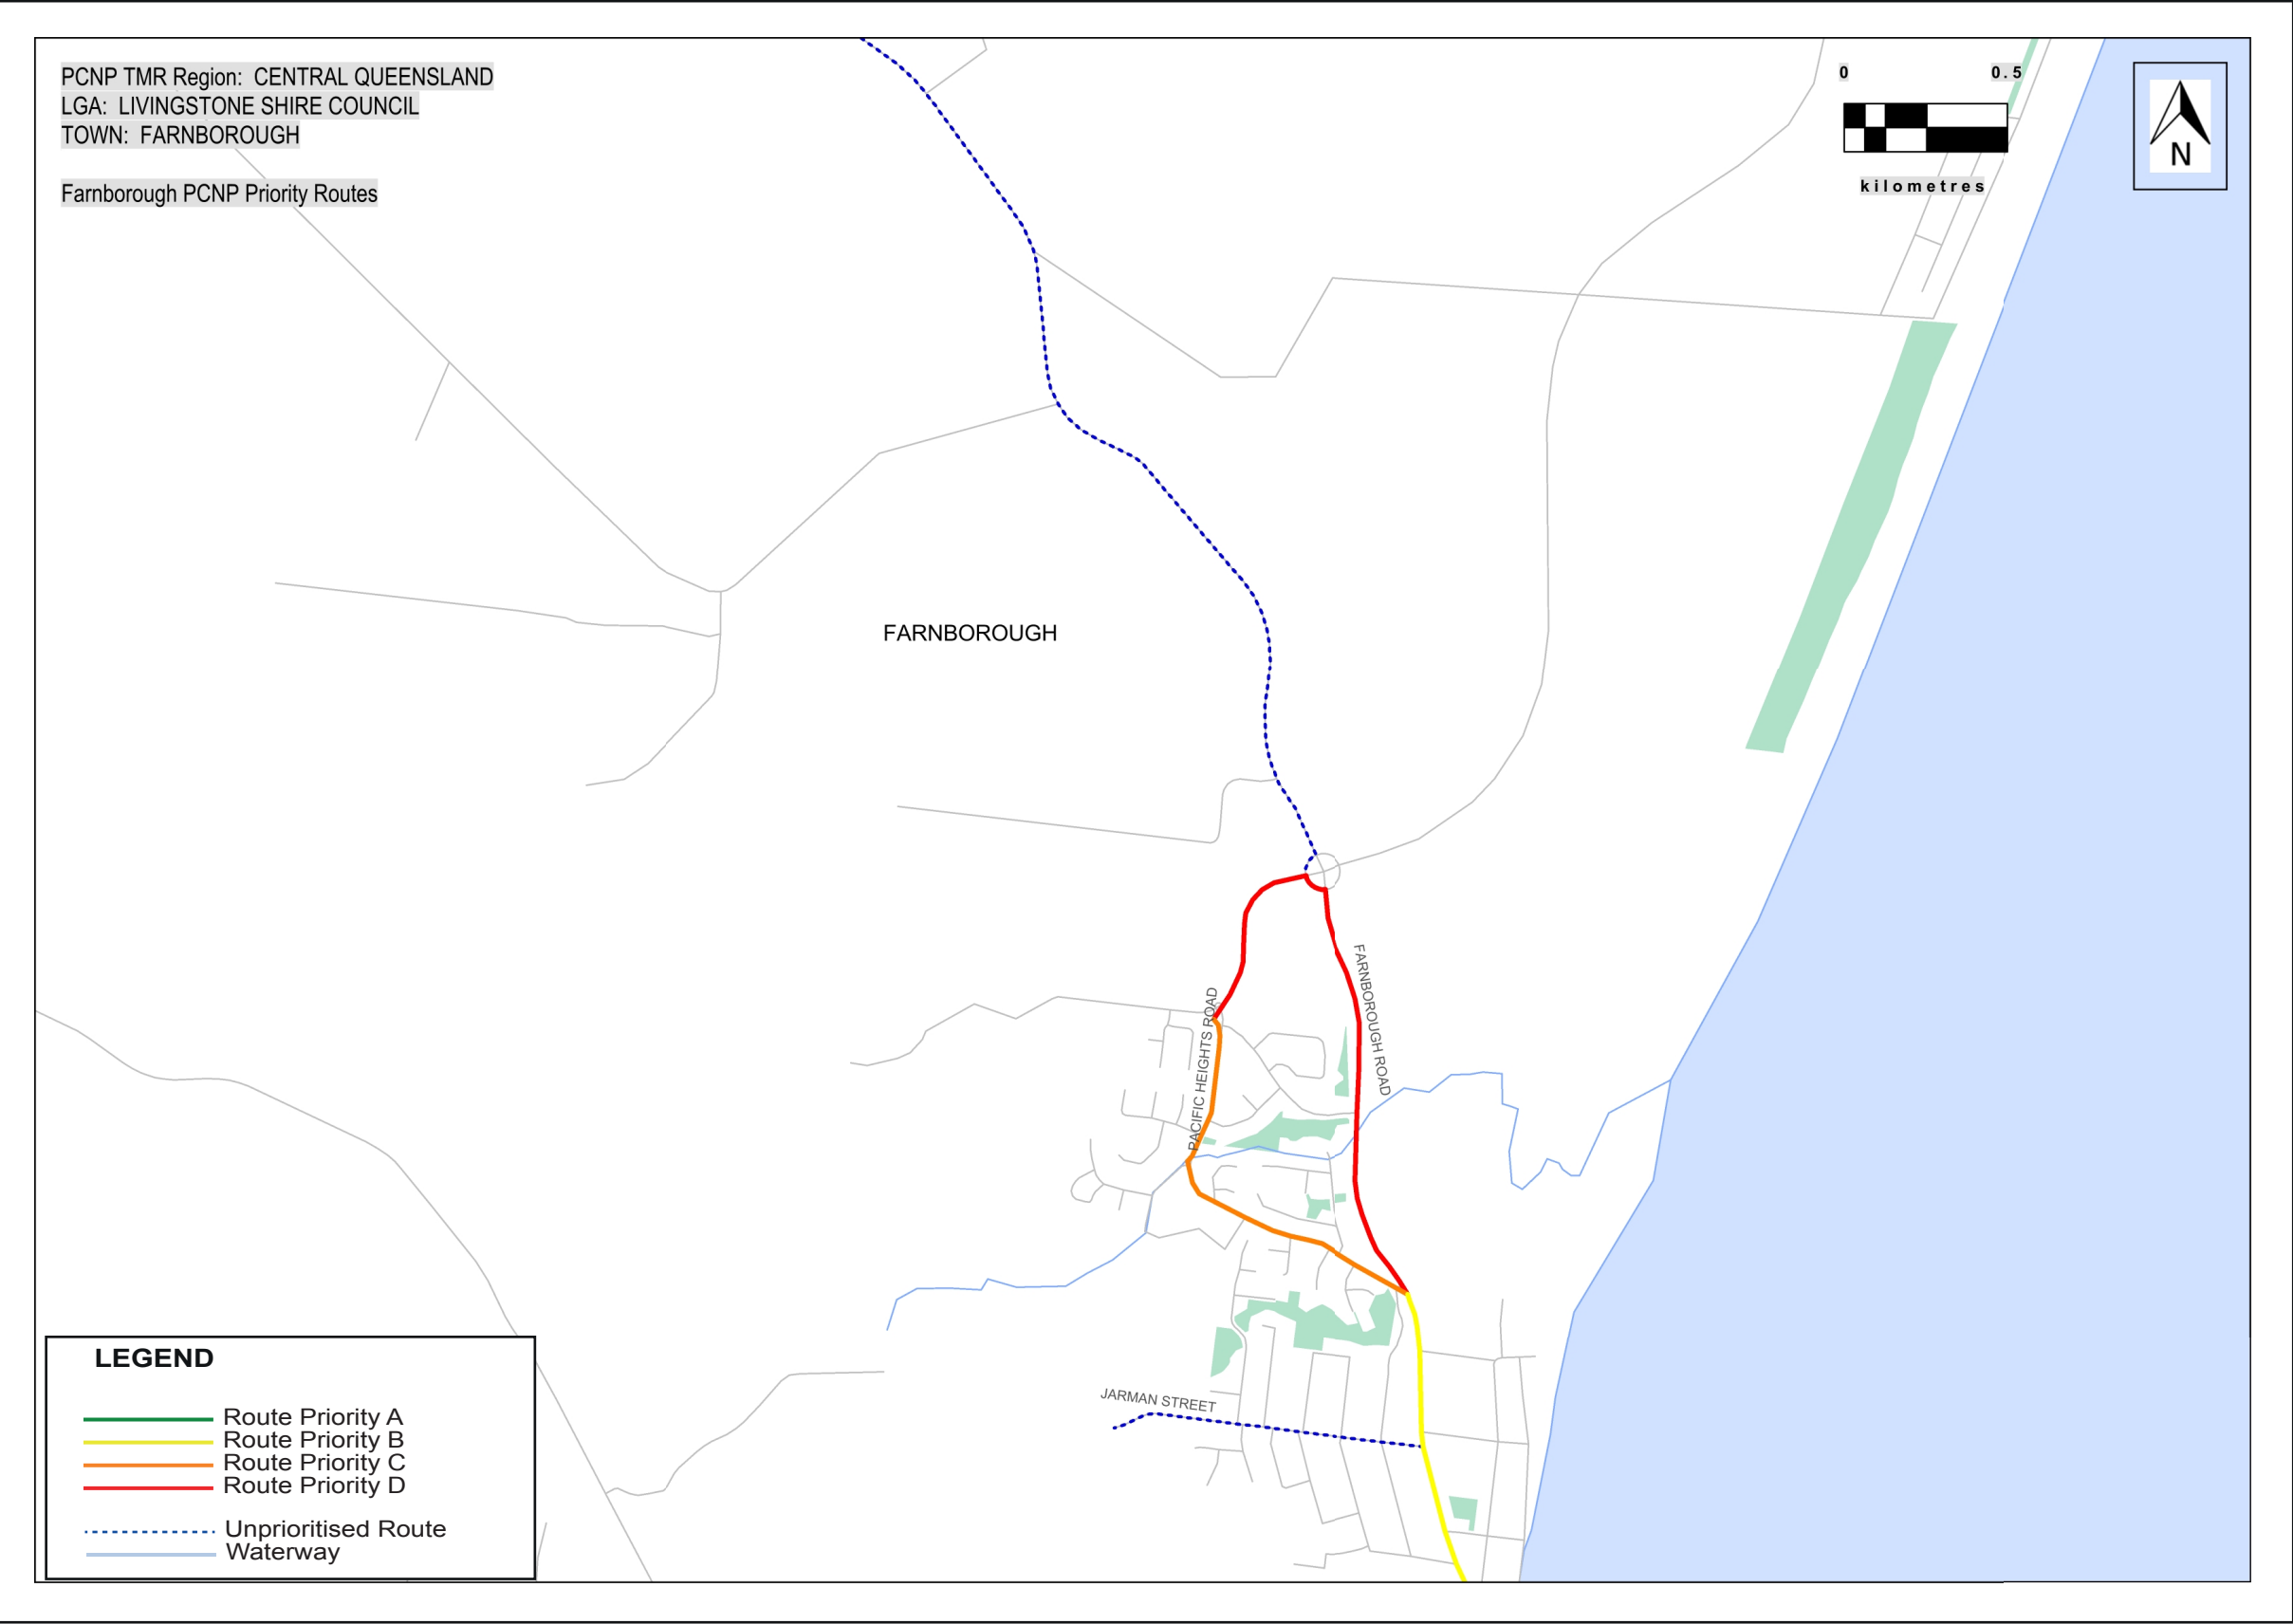 PCNP TMR Region: CENTRAL QUEENSLAND
LGA: LIVINGSTONE SHIRE COUNCIL
TOWN: FARNBOROUGH
Farnborough PCNP Priority Routes
0 0.5
kilometres
N
FARNBOROUGH
FARNBOROUGH ROAD
PACIFIC HEIGHTS ROAD
JARMAN STREET
LEGEND
Route Priority A
Route Priority B
Route Priority C
Route Priority D
Unprioritised Route
Waterway